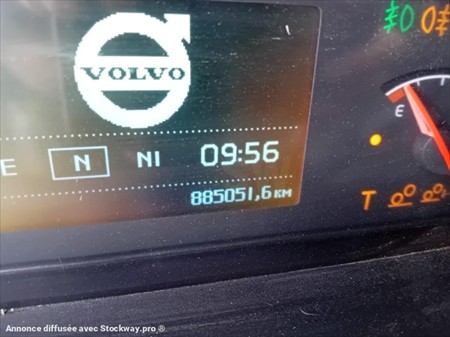 VOLVO
E N NI 09:56
885051,6 KM
E
T
Annonce diffusée avec Stockway.pro ®